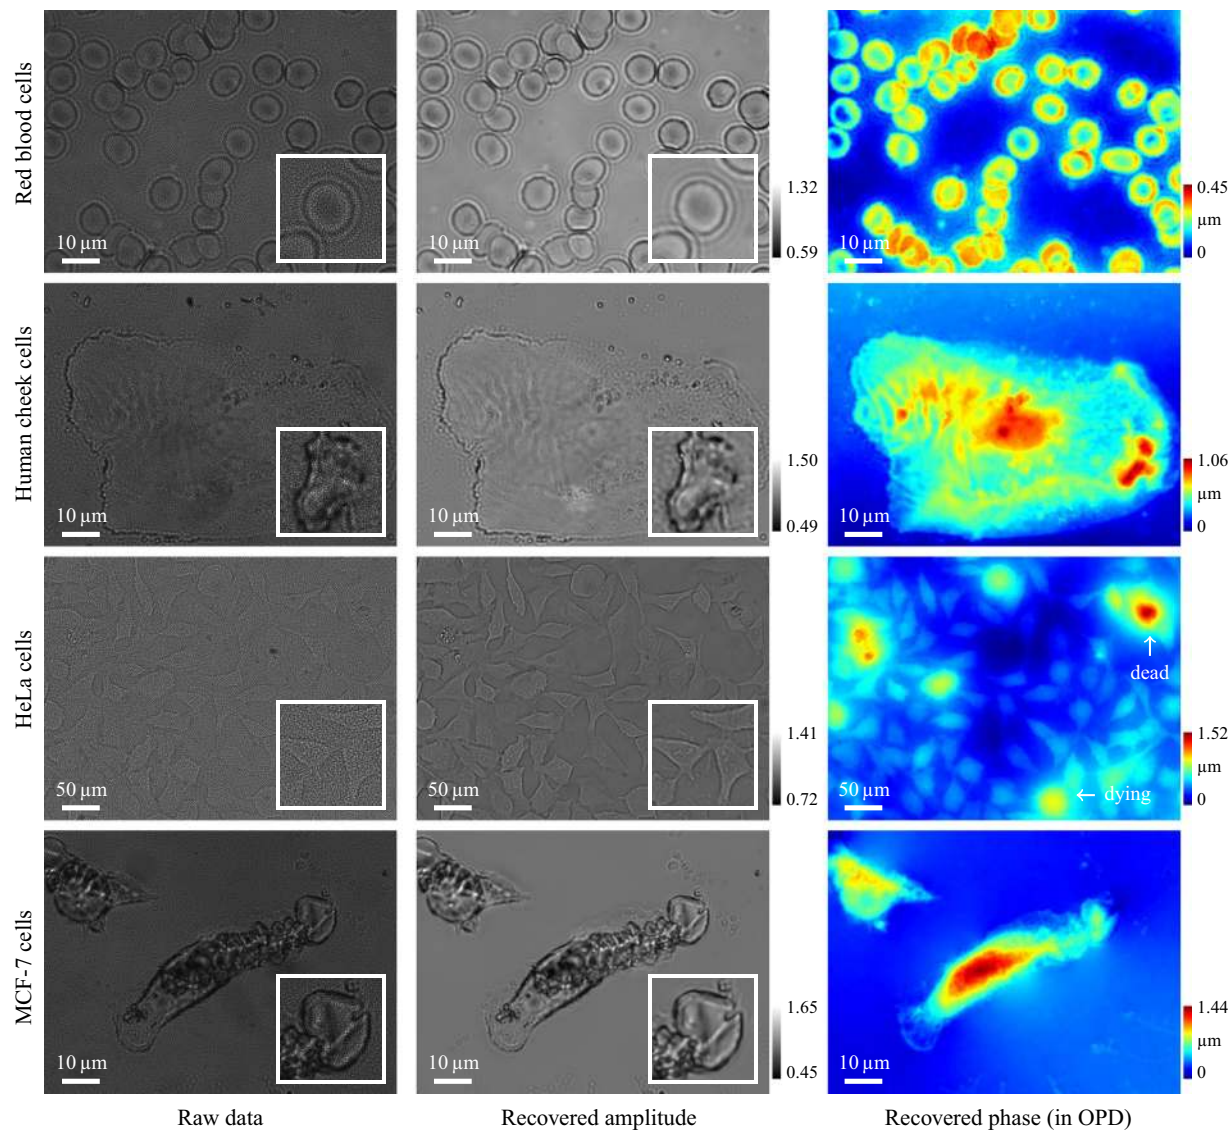 Red blood cells
10 µm
10 µm
1.32
0.59
10 µm
0.45
µm
0
Human cheek cells
10 µm
10 µm
1.50
0.49
10 µm
1.06
µm
0
HeLa cells
50 µm
50 µm
1.41
0.72
dead
dying
50 µm
1.52
µm
0
MCF-7 cells
10 µm
10 µm
1.65
0.45
10 µm
1.44
µm
0
Raw data
Recovered amplitude
Recovered phase (in OPD)